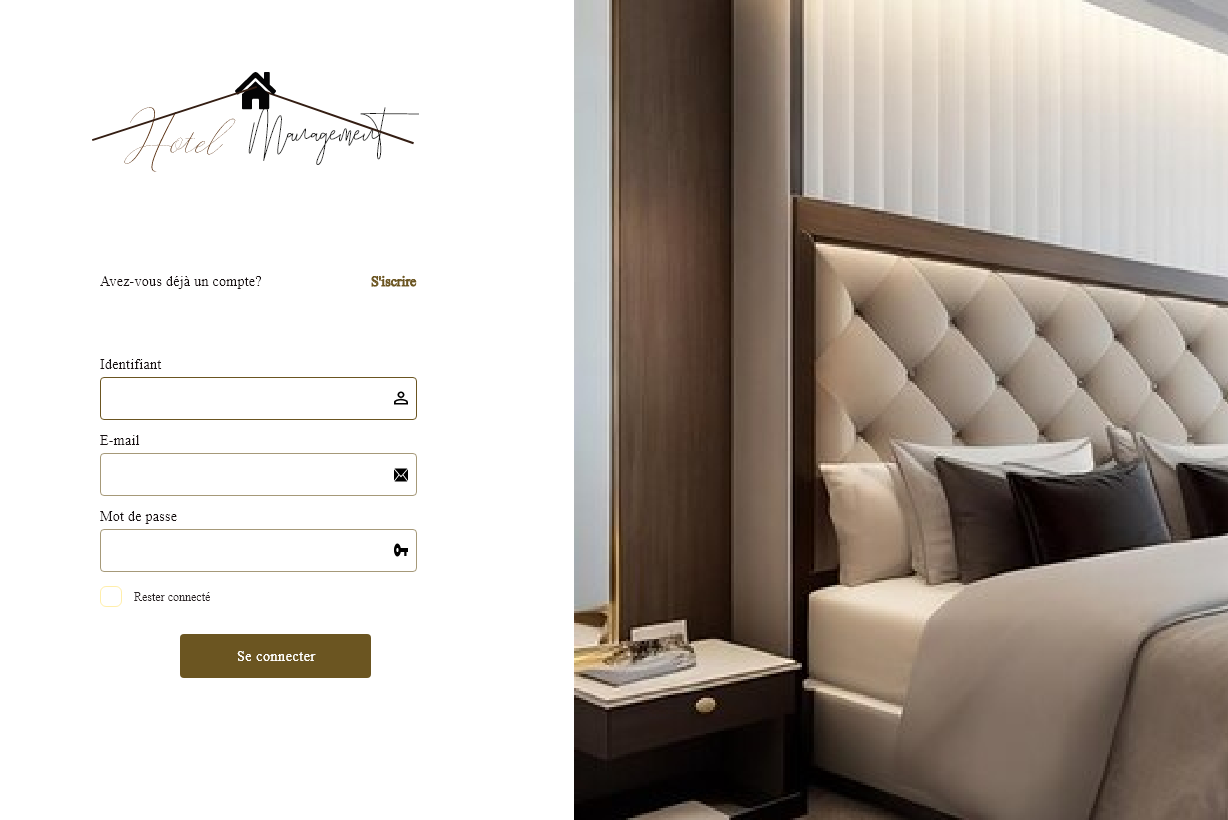 Hotel Management
Avez-vous déjà un compte? S'iscrire
Identifiant
E-mail
Mot de passe
Rester connecté
Se connecter